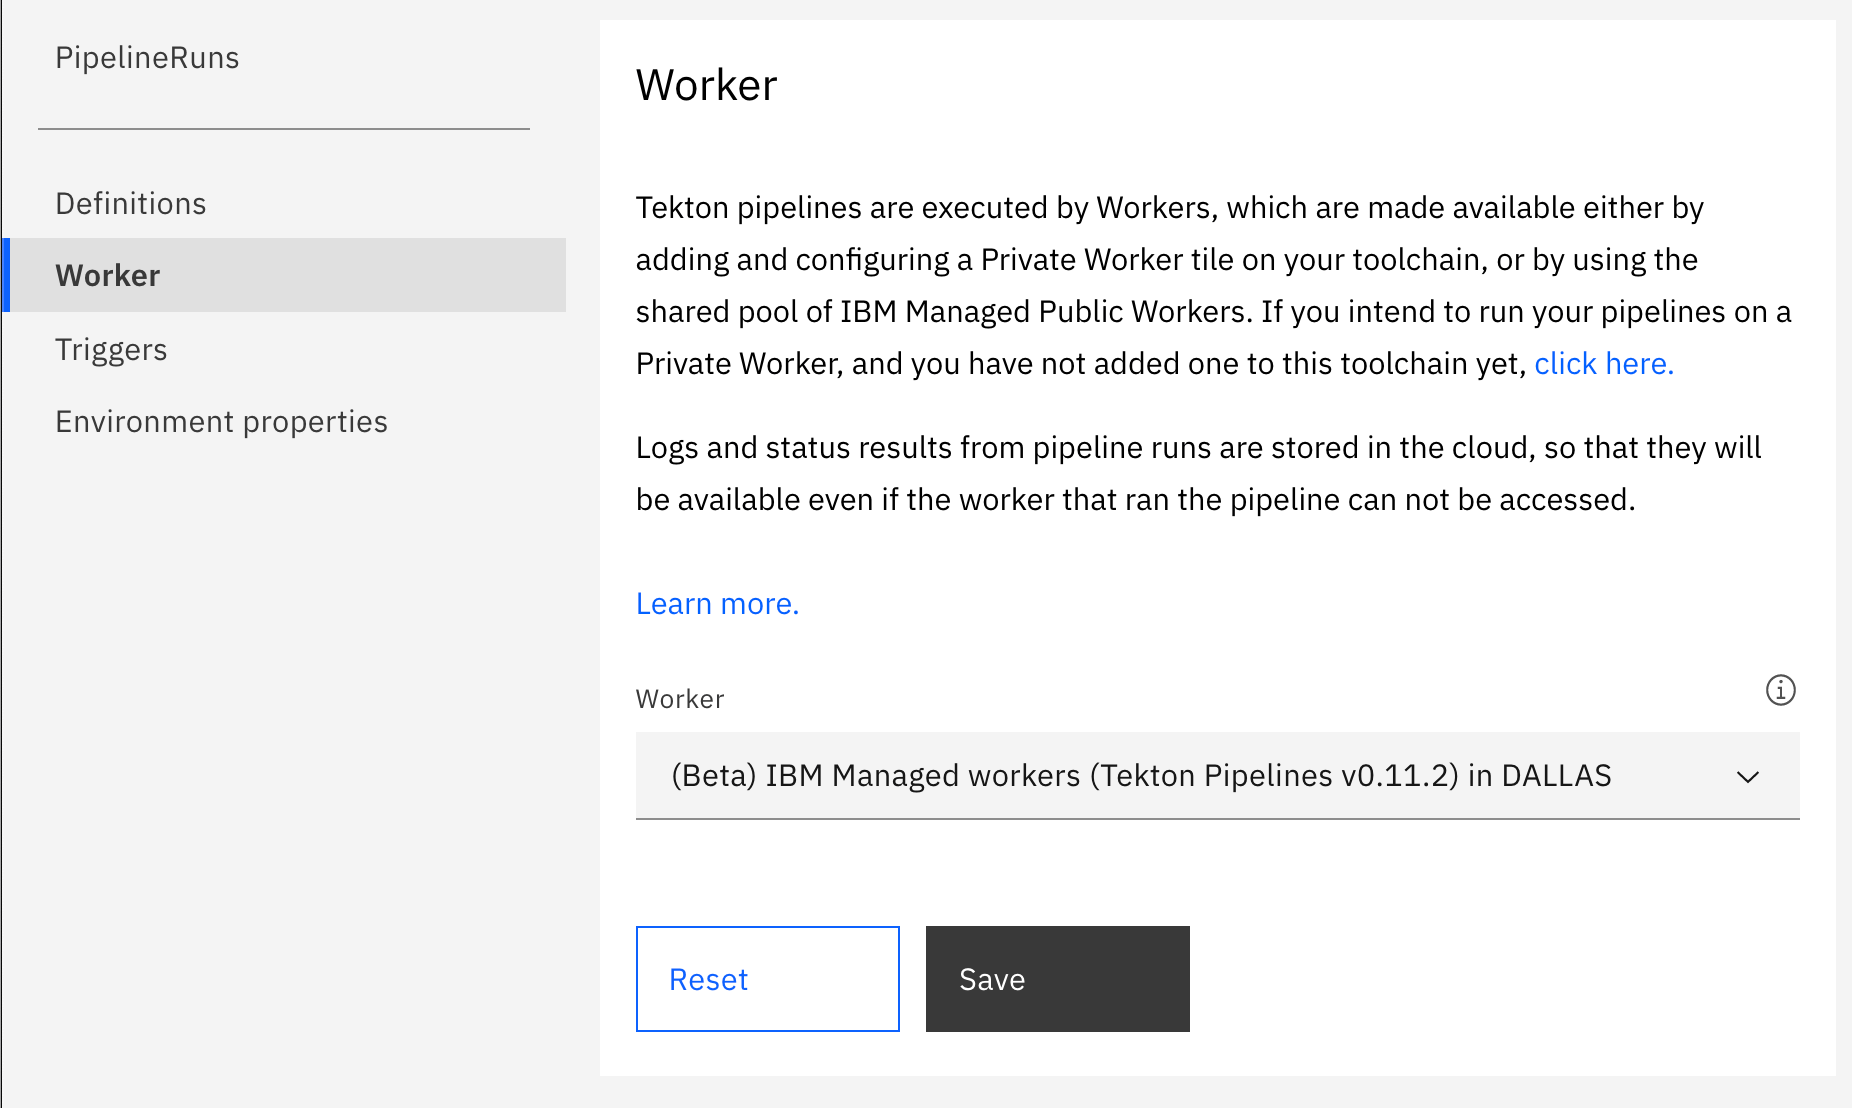 PipelineRuns
Definitions
Worker
Triggers
Environment properties
Worker
Tekton pipelines are executed by Workers, which are made available either by
adding and configuring a Private Worker tile on your toolchain, or by using the
shared pool of IBM Managed Public Workers. If you intend to run your pipelines on a
Private Worker, and you have not added one to this toolchain yet, click here.
Logs and status results from pipeline runs are stored in the cloud, so that they will
be available even if the worker that ran the pipeline can not be accessed.
Learn more.
Worker
(Beta) IBM Managed workers (Tekton Pipelines v0.11.2) in DALLAS
Reset
Save